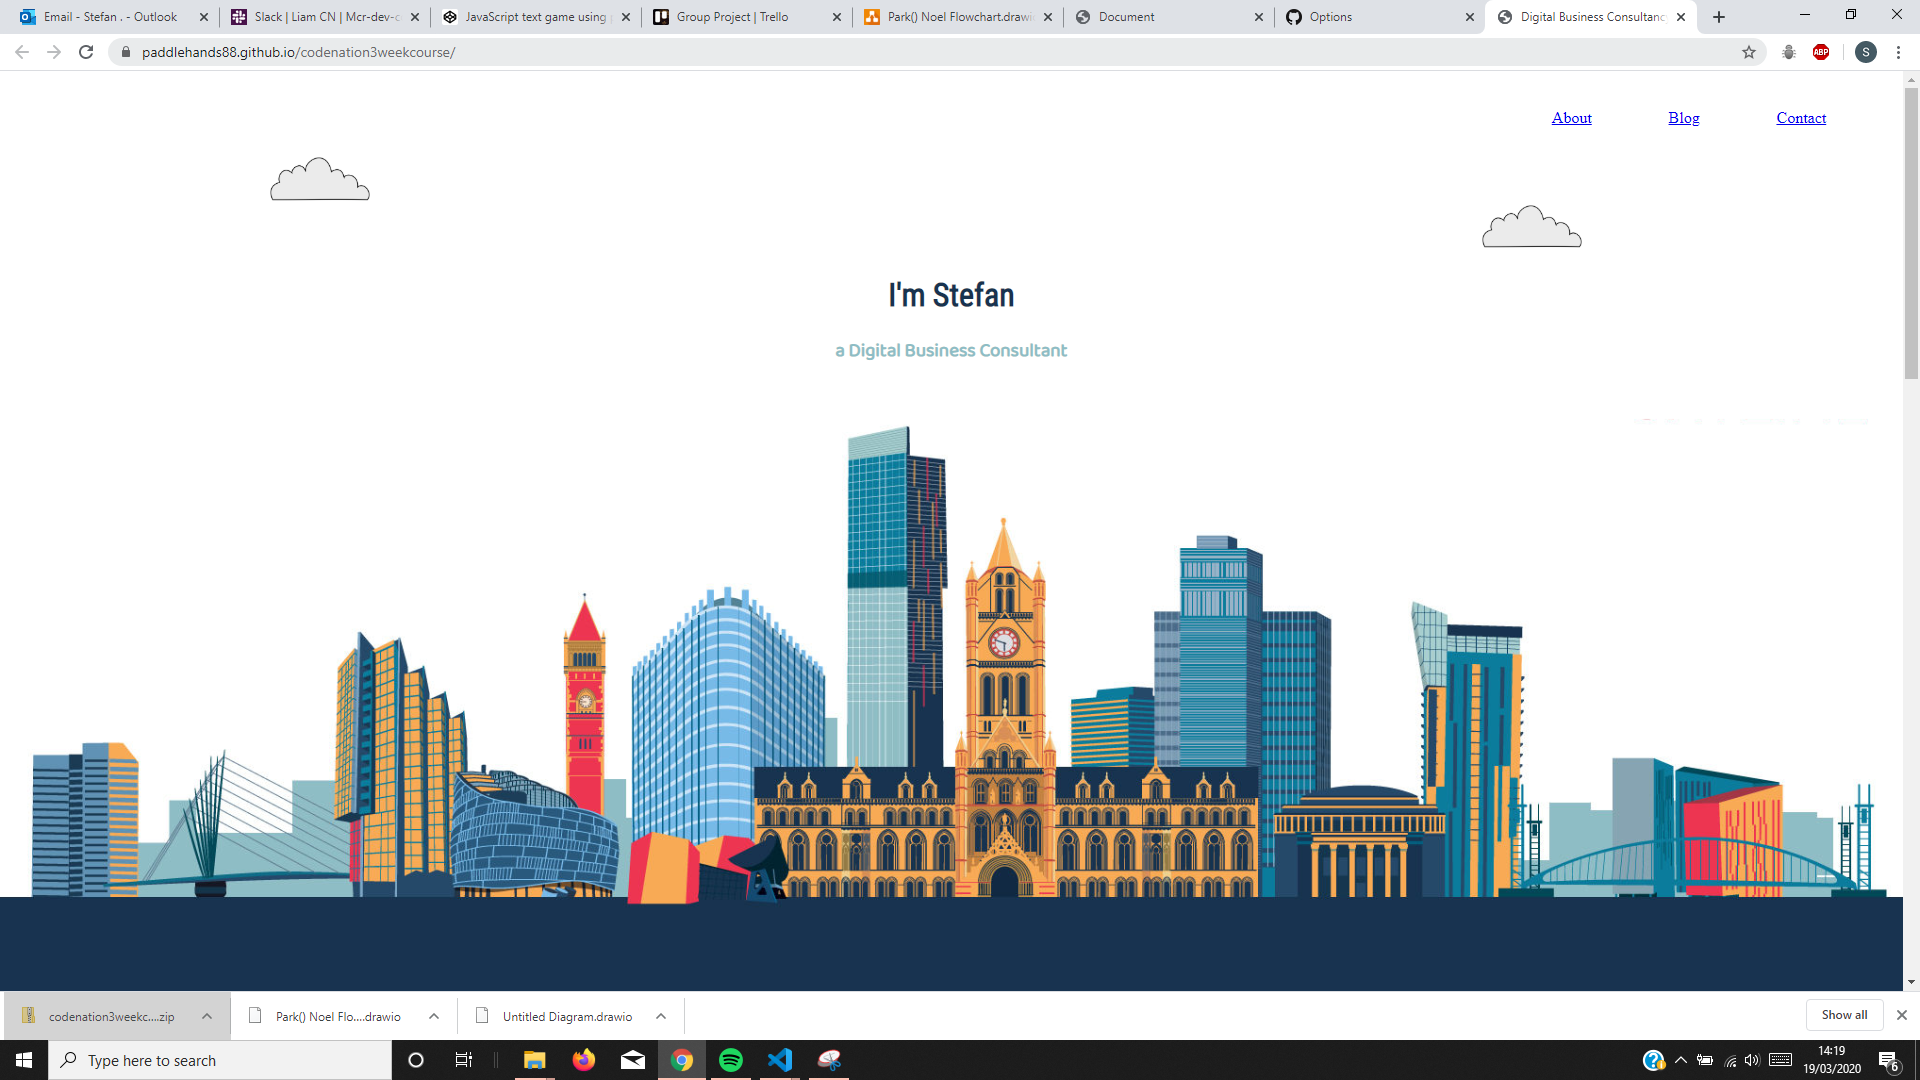 Email - Stefan . - Outlook
Slack | Liam CN | Mcr-dev-c
JavaScript text game using
Group Project | Trello
Park() Noel Flowchart.drawi
Document
Options
Digital Business Consultanc
paddlehands88.github.io/codenation3weekcourse/
ABP
S
About
Blog
Contact
I'm Stefan
a Digital Business Consultant
codenation3weekc....zip
Park() Noel Flo....drawio
Untitled Diagram.drawio
Show all
Type here to search
14:19
19/03/2020
6